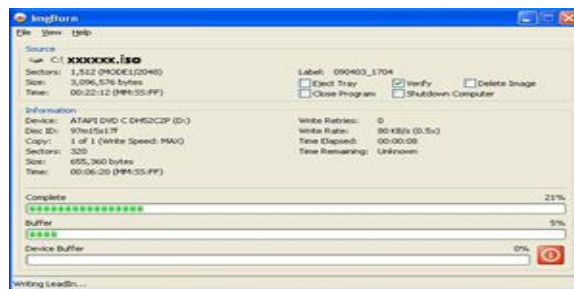 ImgBurn
File View Help
Source
C:\ xxxxxx.iso
Sectors: 1,512 (MODE1/2048)
Size: 3,096,576 bytes
Time: 00:22:12 (MM:SS:FF)
Label: 090403_1704
Eject Tray Verify Delete Image
Close Program Shutdown Computer
Information
Device: ATAPI DVD C DH52C2P (D:)
Disc ID: 97m15s17f
Copy: 1 of 1 (Write Speed: MAX)
Sectors: 320
Size: 655,360 bytes
Time: 00:06:20 (MM:SS:FF)
Write Retries: 0
Write Rate: 80 KB/s (0.5x)
Time Elapsed: 00:00:08
Time Remaining: Unknown
Complete 21%
Buffer 5%
Device Buffer 0%
Writing LeadIn...